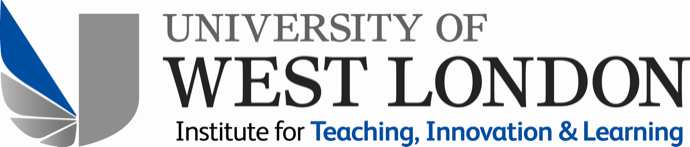 UNIVERSITY OF
WEST LONDON
Institute for Teaching, Innovation & Learning